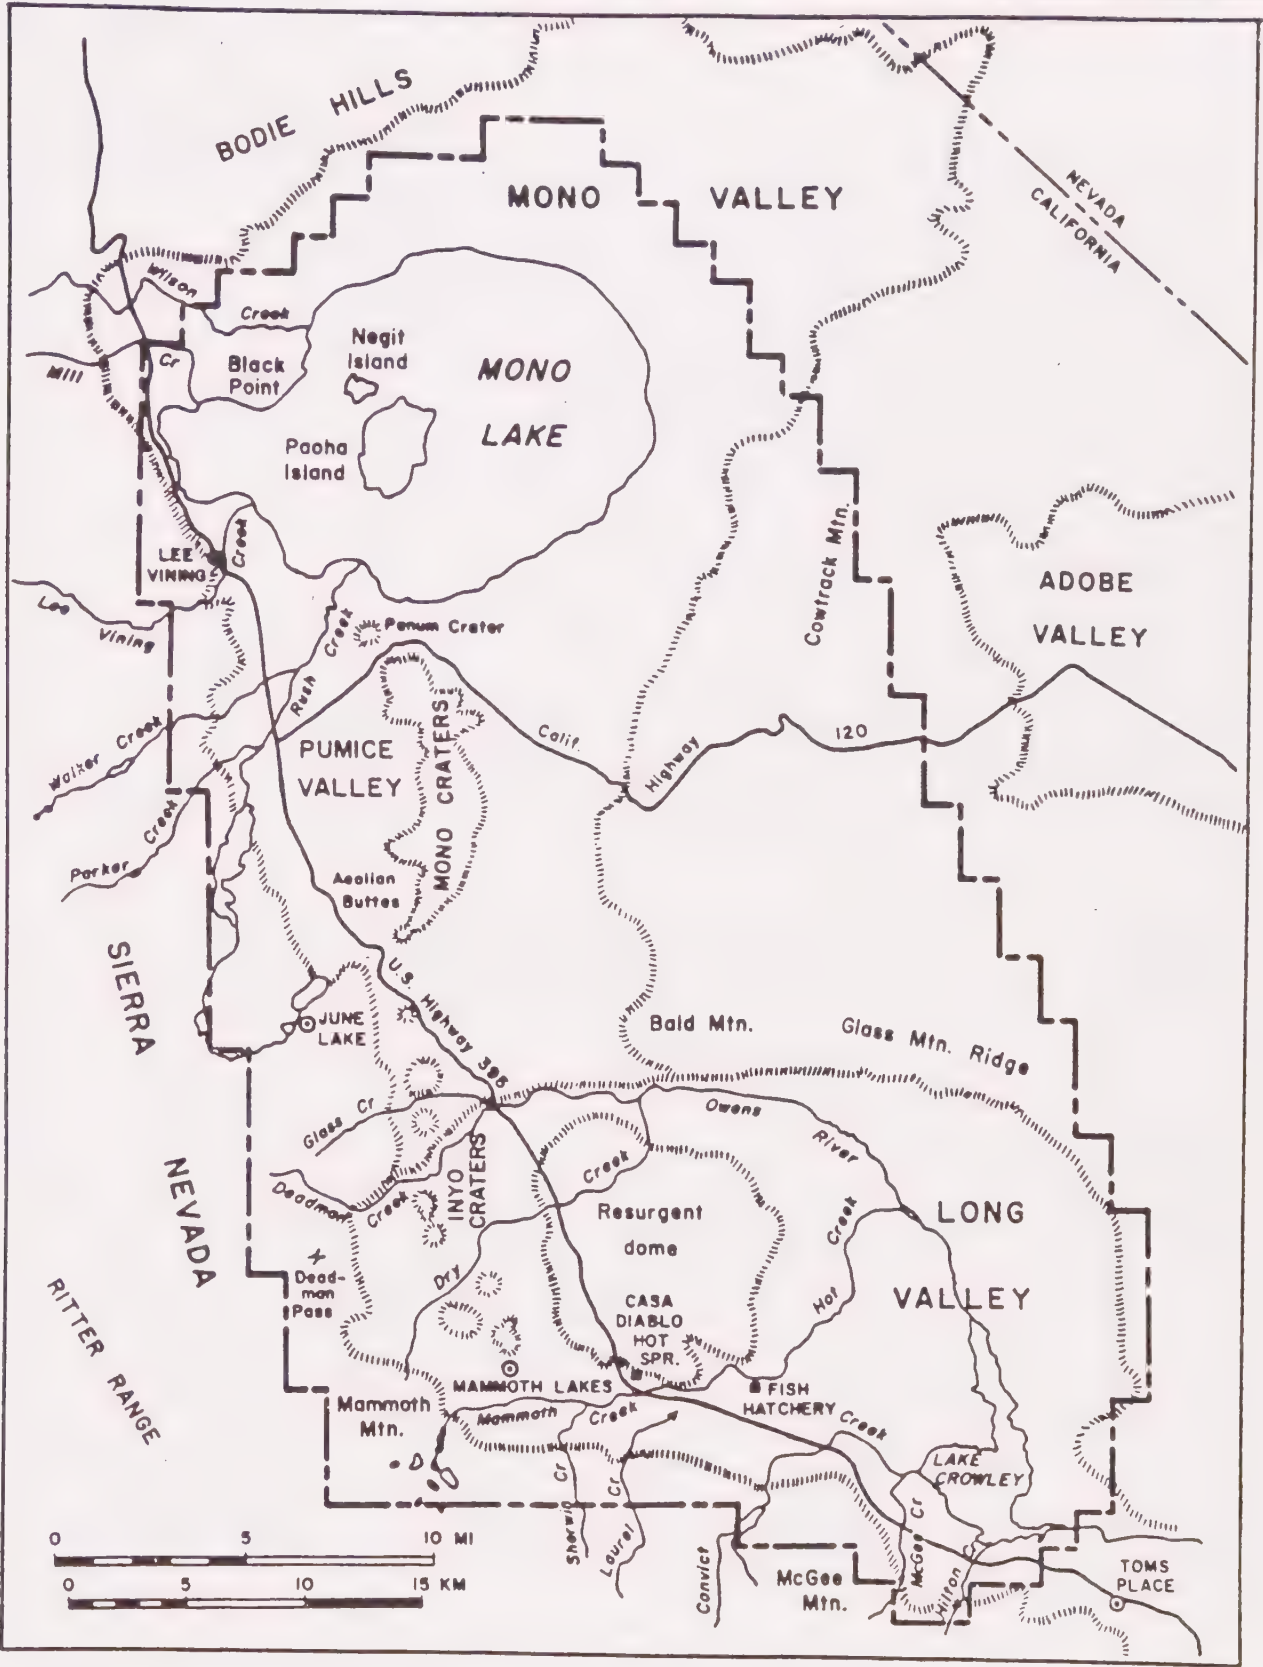 BODIE HILLS
MONO VALLEY
NEVADA
CALIFORNIA
Wilson
Creek
Mill
Cr
Black
Point
Negit
Island
MONO
LAKE
Paoha
Island
LEE
VINING
Creek
Lee
Vining
Cowtrack Mtn.
ADOBE
VALLEY
Panum Crater
Rush Creek
Walker Creek
PUMICE
VALLEY
MONO CRATERS
Calif.
Highway
120
Parker Creek
Aeolian
Buttes
SIERRA
NEVADA
U.S. Highway 395
JUNE
LAKE
Bald Mtn.
Glass Mtn. Ridge
Glass Cr
Owens
River
INYO
CRATERS
Creek
Deadman
Creek
Resurgent
dome
Creek
LONG
VALLEY
Dead-
man
Pass
Dry
Hot
CASA
DIABLO
HOT
SPR.
RITTER RANGE
MAMMOTH LAKES
FISH
HATCHERY
Mammoth
Mtn.
Mammoth
Creek
Creek
LAKE
CROWLEY
Sherwin
Cr
Laurel
Cr
Convict
McGee
Cr
Hilton
Cr
McGee
Mtn.
TOMS
PLACE
0 5 10 MI
0 5 10 15 KM